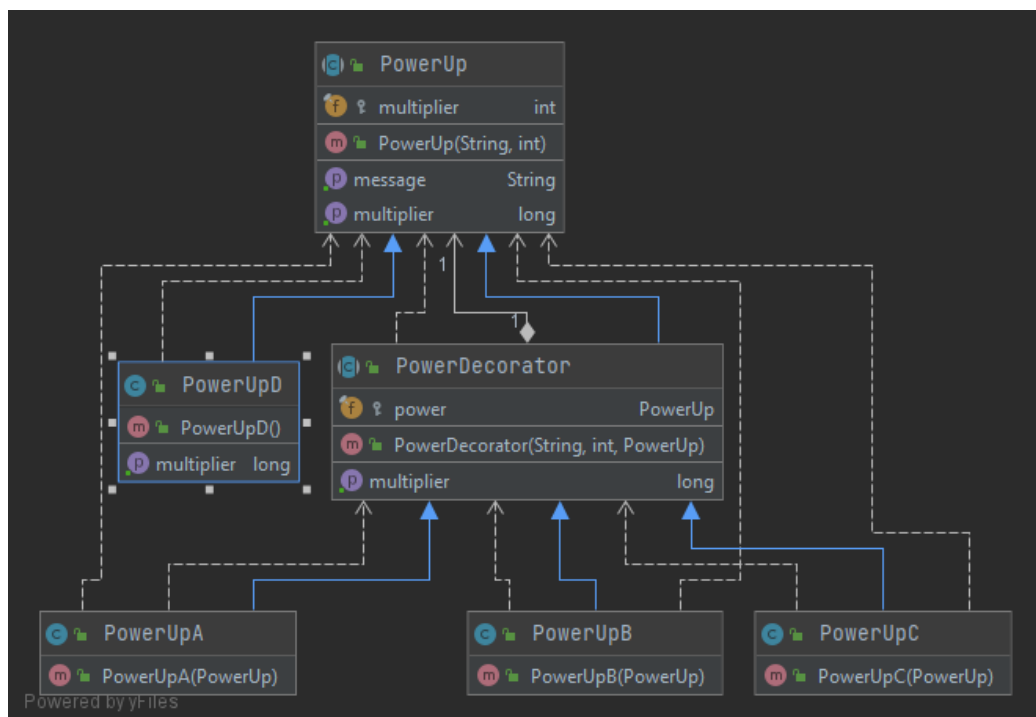 PowerUp
multiplier int
PowerUp(String, int)
message String
multiplier long
1
1
PowerUpD
PowerUpD()
multiplier long
PowerDecorator
power PowerUp
PowerDecorator(String, int, PowerUp)
multiplier long
PowerUpA
PowerUpA(PowerUp)
PowerUpB
PowerUpB(PowerUp)
PowerUpC
PowerUpC(PowerUp)
Powered by yFiles